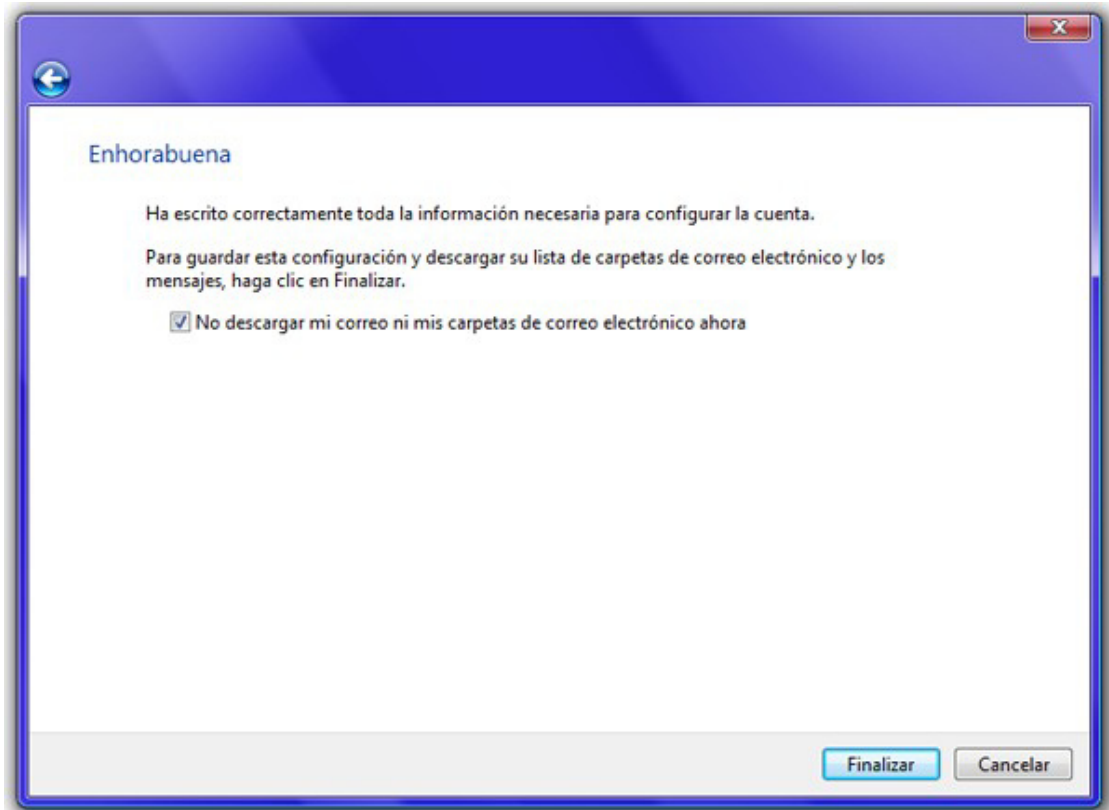 X
Enhorabuena
Ha escrito correctamente toda la información necesaria para configurar la cuenta.
Para guardar esta configuración y descargar su lista de carpetas de correo electrónico y los
mensajes, haga clic en Finalizar.
No descargar mi correo ni mis carpetas de correo electrónico ahora
Finalizar
Cancelar